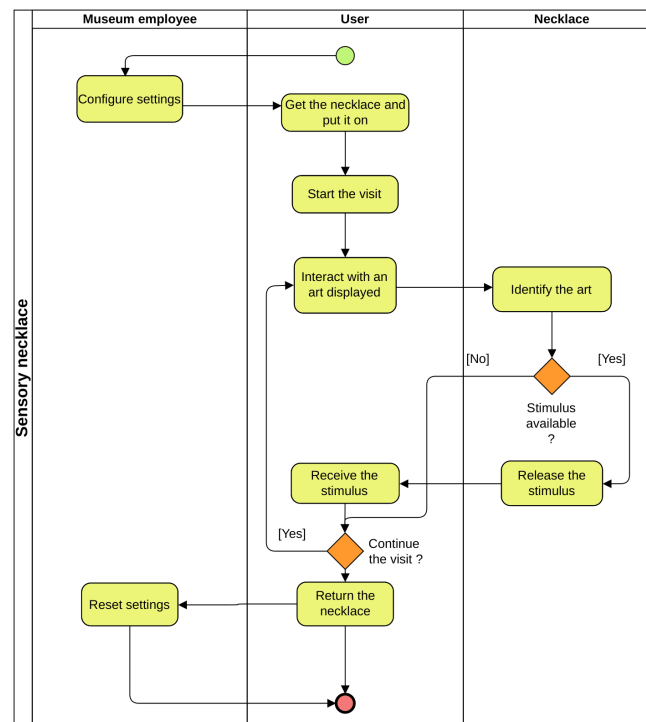 Museum employee
User
Necklace
Sensory necklace
Configure settings
Get the necklace and
put it on
Start the visit
Interact with an
art displayed
Identify the art
[No]
[Yes]
Stimulus
available
?
Receive the
stimulus
Release the
stimulus
[Yes]
Continue
the visit ?
Reset settings
Return the
necklace